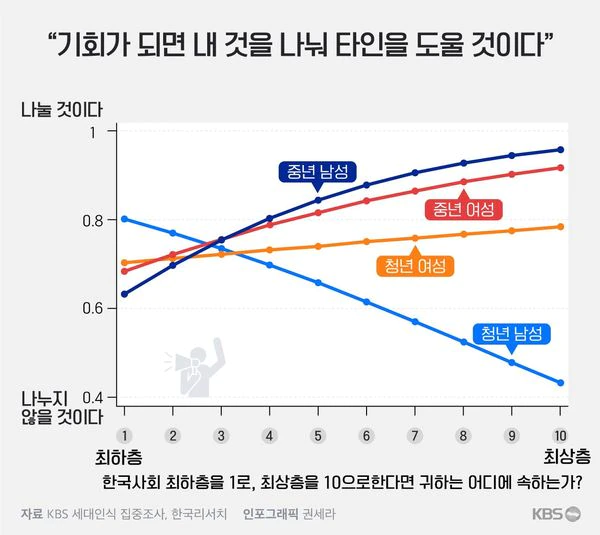 “기회가 되면 내 것을 나눠 타인을 도울 것이다”
나눌 것이다
1
중년 남성
0.8
중년 여성
청년 여성
0.6
청년 남성
나누지
않을 것이다
0.4
1 2 3 4 5 6 7 8 9 10
최하층
최상층
한국사회 최하층을 1로, 최상층을 10으로한다면 귀하는 어디에 속하는가?
자료 KBS 세대인식 집중조사, 한국리서치 인포그래픽 권세라
KBS